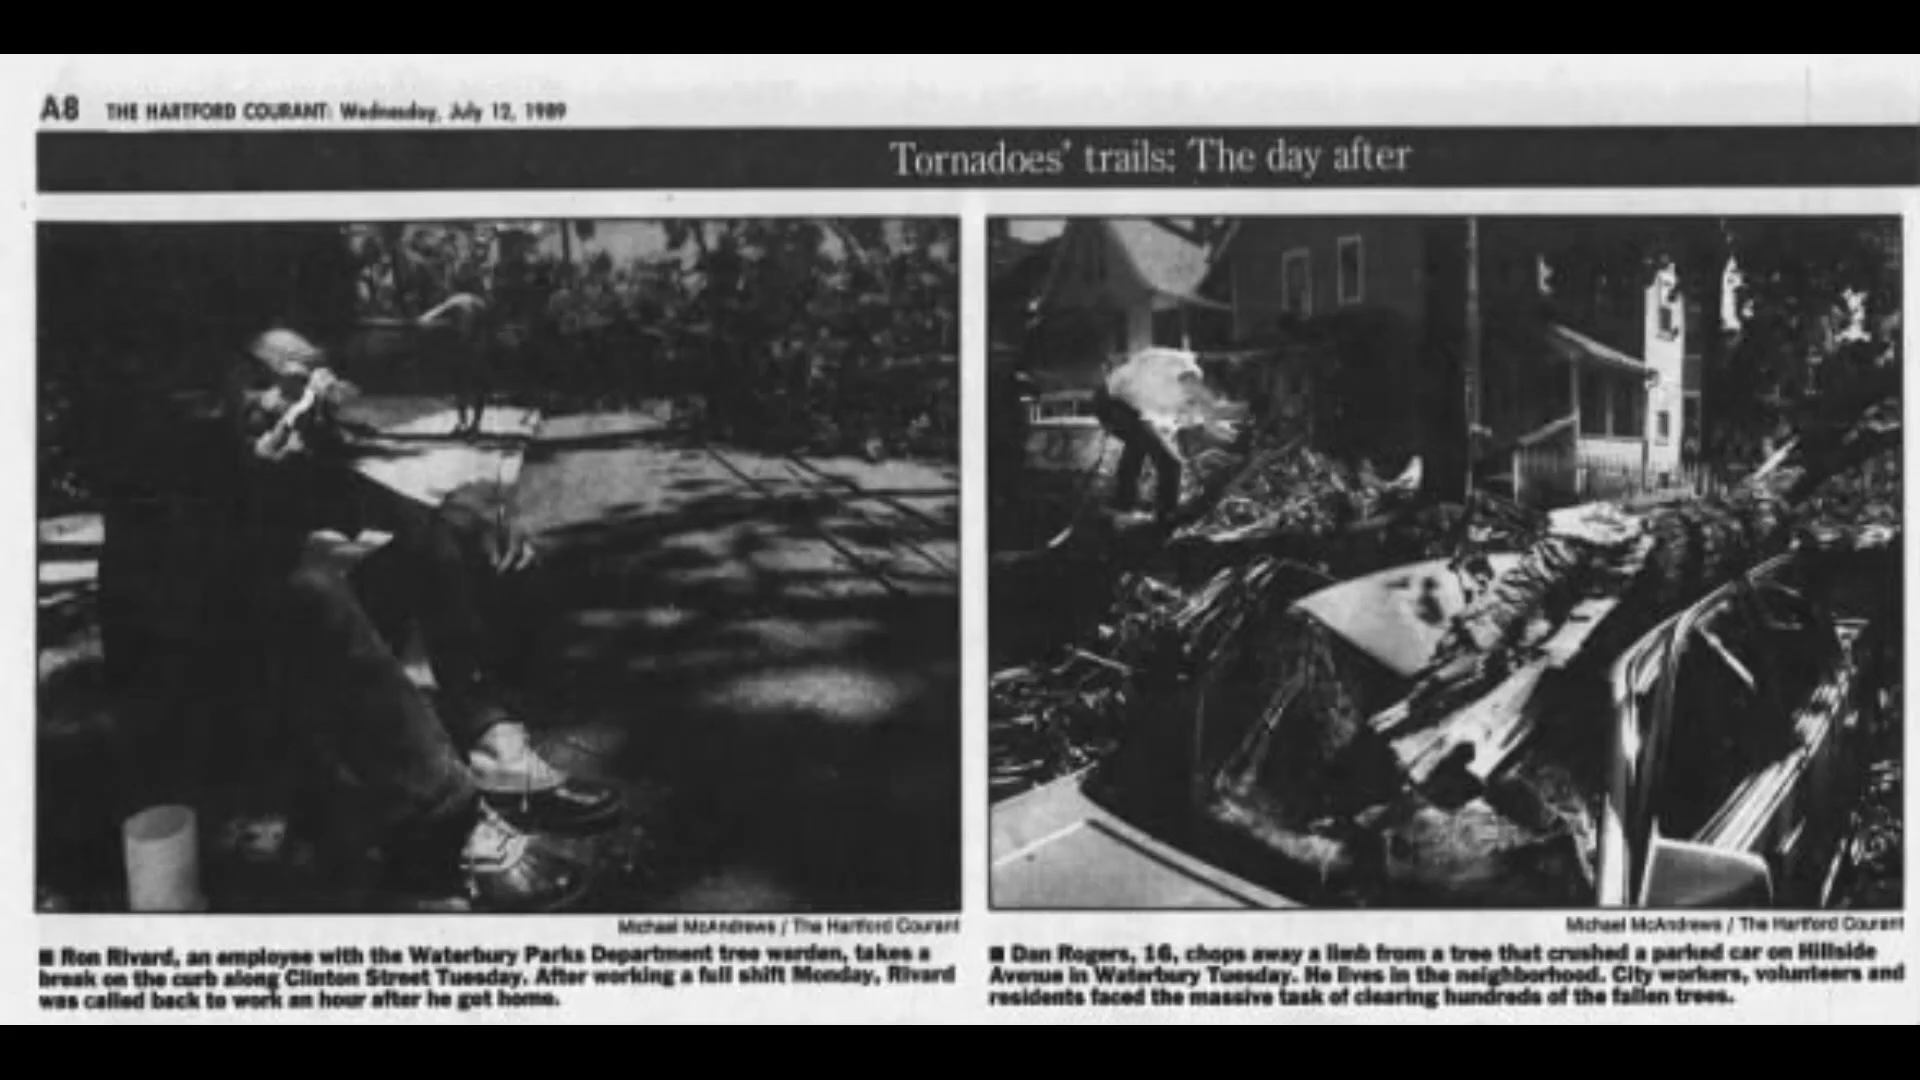 A8 THE HARTFORD COURANT: Wednesday, July 12, 1989
Tornadoes' trails: The day after
Michael McAndrews / The Hartford Courant
■ Ron Rivard, an employee with the Waterbury Parks Department tree warden, takes a
break on the curb along Clinton Street Tuesday. After working a full shift Monday, Rivard
was called back to work an hour after he got home.
Michael McAndrews / The Hartford Courant
■ Dan Rogers, 16, chops away a limb from a tree that crushed a parked car on Hillside
Avenue in Waterbury Tuesday. He lives in the neighborhood. City workers, volunteers and
residents faced the massive task of clearing hundreds of the fallen trees.